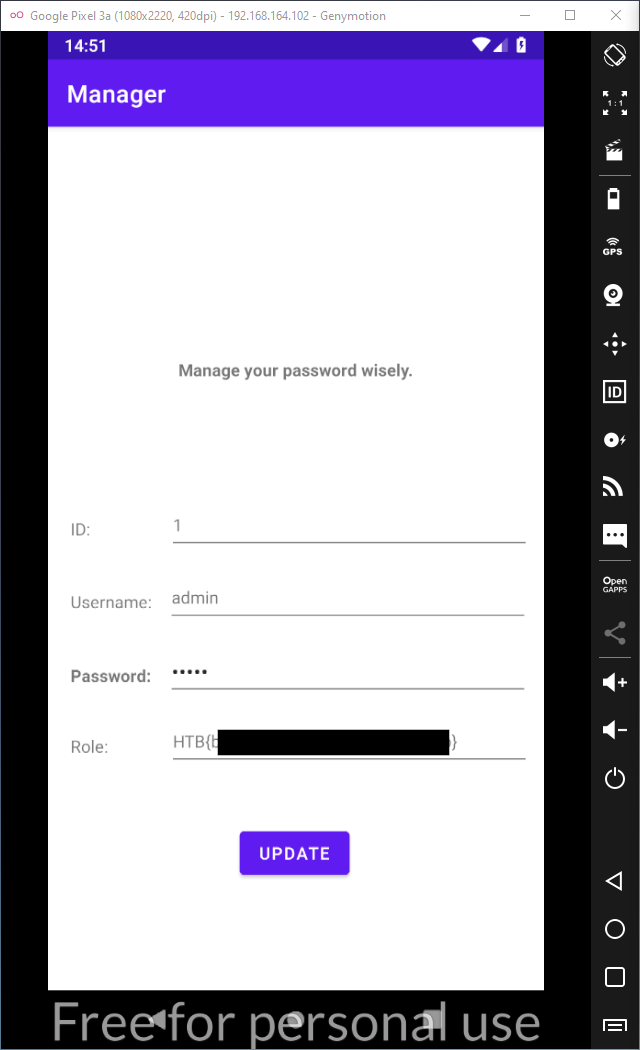 Google Pixel 3a (1080x2220, 420dpi) - 192.168.164.102 - Genymotion
14:51
Manager
1:1
GPS
Manage your password wisely.
ID
ID: 1
Username: admin
Password: •••••
Open
GAPPS
Role: HTB{b }
UPDATE
Free for personal use